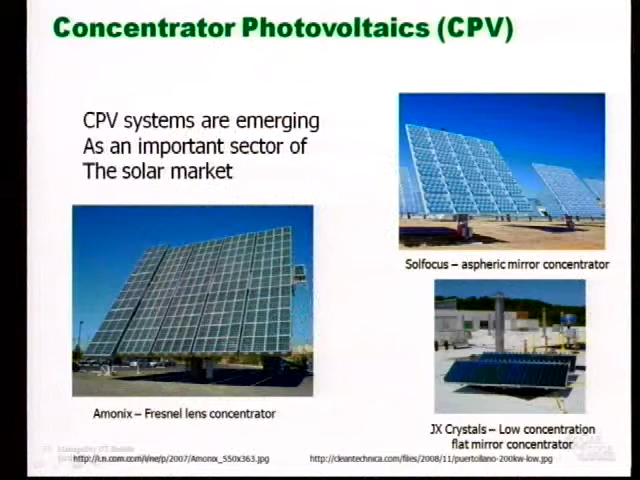 Concentrator Photovoltaics (CPV)
CPV systems are emerging
As an important sector of
The solar market
Solfocus – aspheric mirror concentrator
Amonix – Fresnel lens concentrator
JX Crystals – Low concentration
flat mirror concentrator
http://cleantechnica.com/files/2008/11/puertollano-200kw-low.jpg